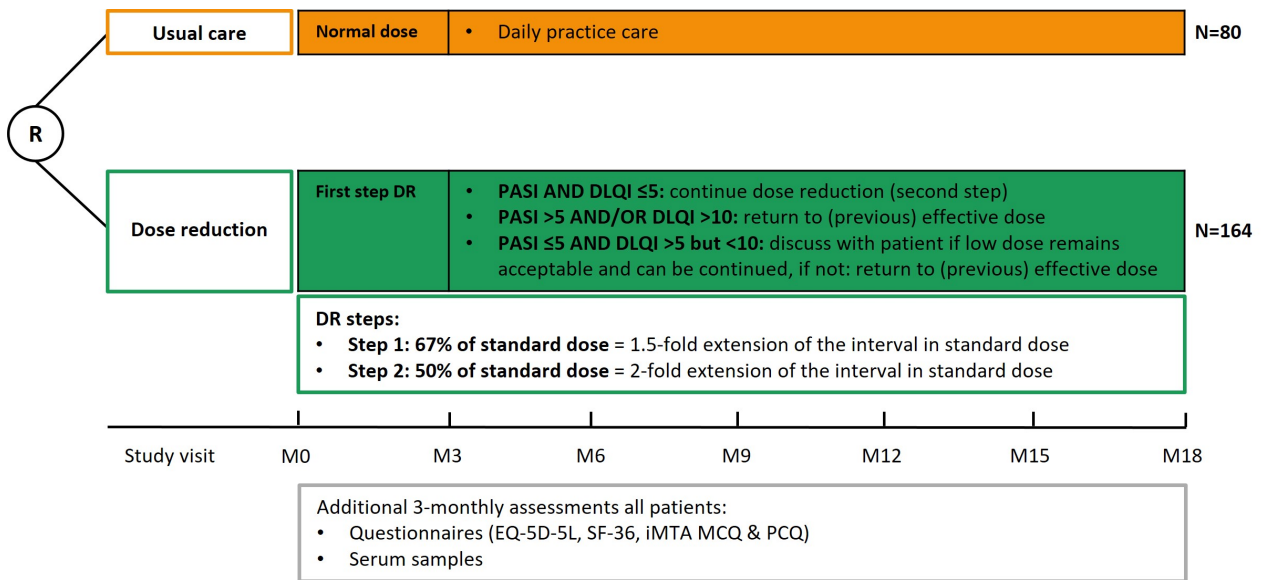 Usual care
Normal dose
• Daily practice care
N=80
R
Dose reduction
First step DR
• PASI AND DLQI ≤5: continue dose reduction (second step)
• PASI >5 AND/OR DLQI >10: return to (previous) effective dose
• PASI ≤5 AND DLQI >5 but <10: discuss with patient if low dose remains
acceptable and can be continued, if not: return to (previous) effective dose
N=164
DR steps:
• Step 1: 67% of standard dose = 1.5-fold extension of the interval in standard dose
• Step 2: 50% of standard dose = 2-fold extension of the interval in standard dose
Study visit M0 M3 M6 M9 M12 M15 M18
Additional 3-monthly assessments all patients:
• Questionnaires (EQ-5D-5L, SF-36, iMTA MCQ & PCQ)
• Serum samples